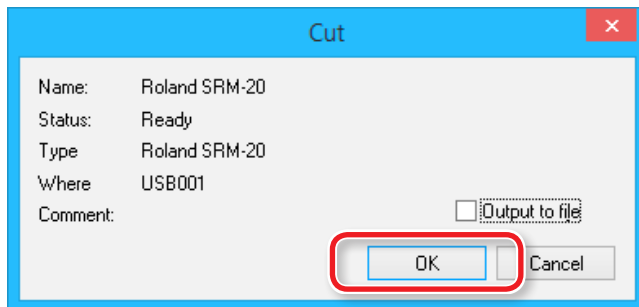 Cut
Name: Roland SRM-20
Status: Ready
Type Roland SRM-20
Where USB001
Comment:
Output to file
OK Cancel